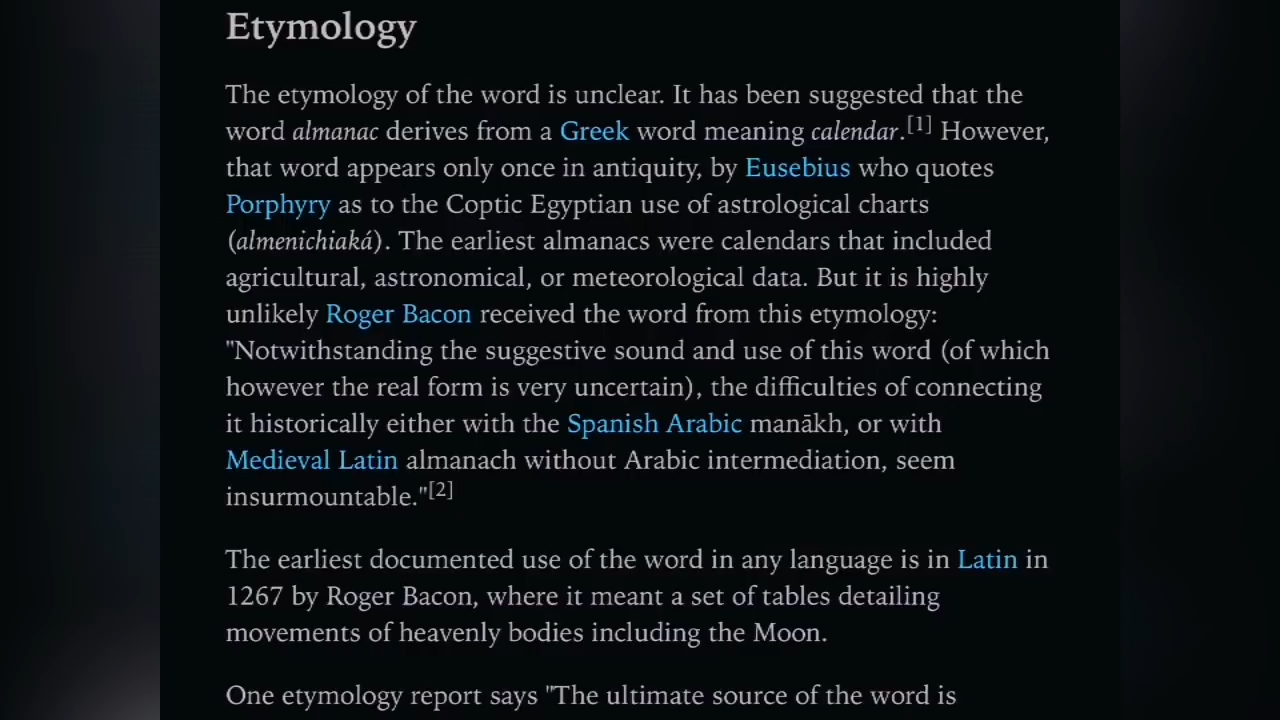 Etymology
The etymology of the word is unclear. It has been suggested that the
word almanac derives from a Greek word meaning calendar.[1] However,
that word appears only once in antiquity, by Eusebius who quotes
Porphyry as to the Coptic Egyptian use of astrological charts
(almenichiaká). The earliest almanacs were calendars that included
agricultural, astronomical, or meteorological data. But it is highly
unlikely Roger Bacon received the word from this etymology:
"Notwithstanding the suggestive sound and use of this word (of which
however the real form is very uncertain), the difficulties of connecting
it historically either with the Spanish Arabic manākh, or with
Medieval Latin almanach without Arabic intermediation, seem
insurmountable."[2]
The earliest documented use of the word in any language is in Latin in
1267 by Roger Bacon, where it meant a set of tables detailing
movements of heavenly bodies including the Moon.
One etymology report says "The ultimate source of the word is